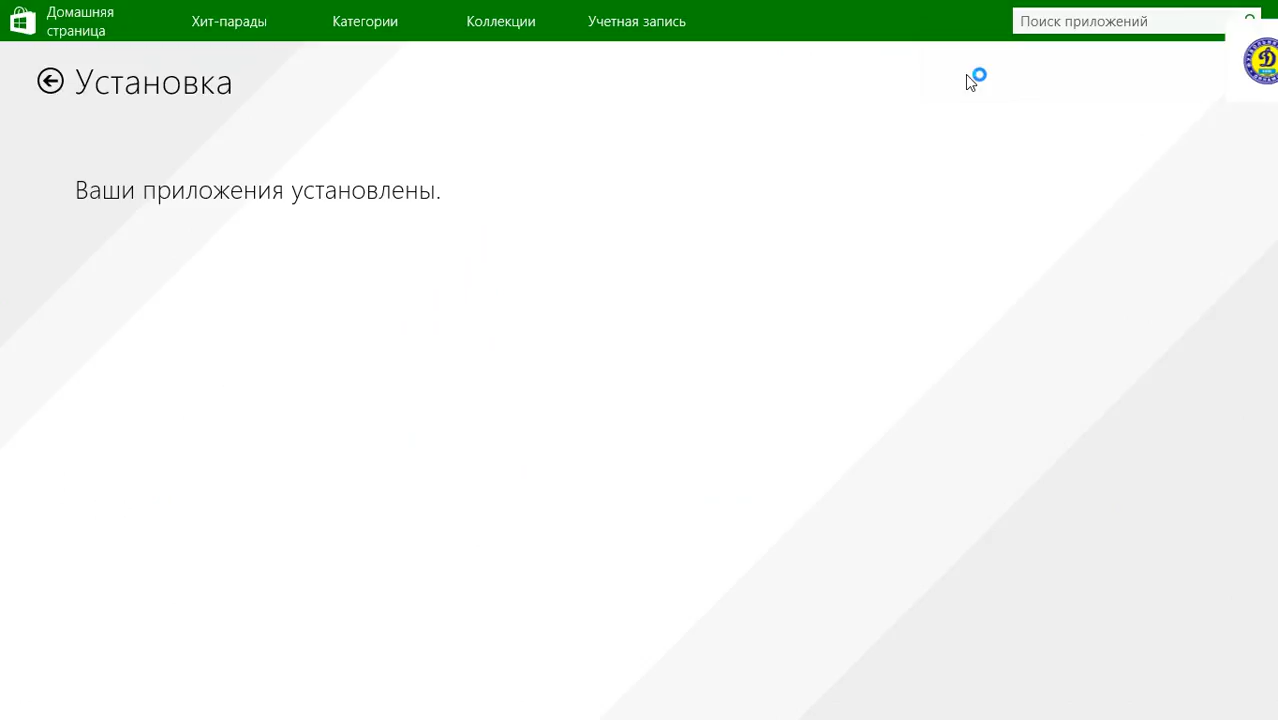 Домашняя
страница
Хит-парады
Категории
Коллекции
Учетная запись
Поиск приложений
Установка
Ваши приложения установлены.